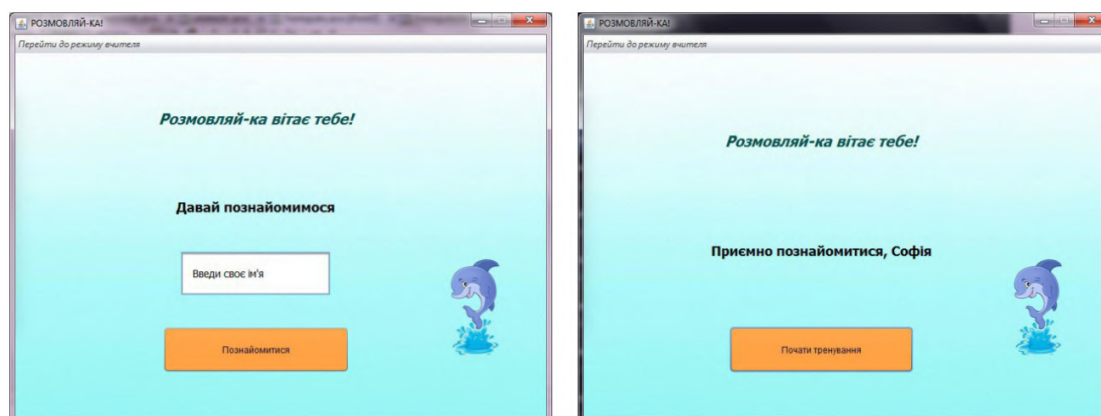 РОЗМОВЛЯЙ-КА!
Перейти до режиму вчителя
Розмовляй-ка вітає тебе!
Давай познайомимося
Введи своє ім'я
Познайомитися
РОЗМОВЛЯЙ-КА!
Перейти до режиму вчителя
Розмовляй-ка вітає тебе!
Приємно познайомитися, Софія
Почати тренування